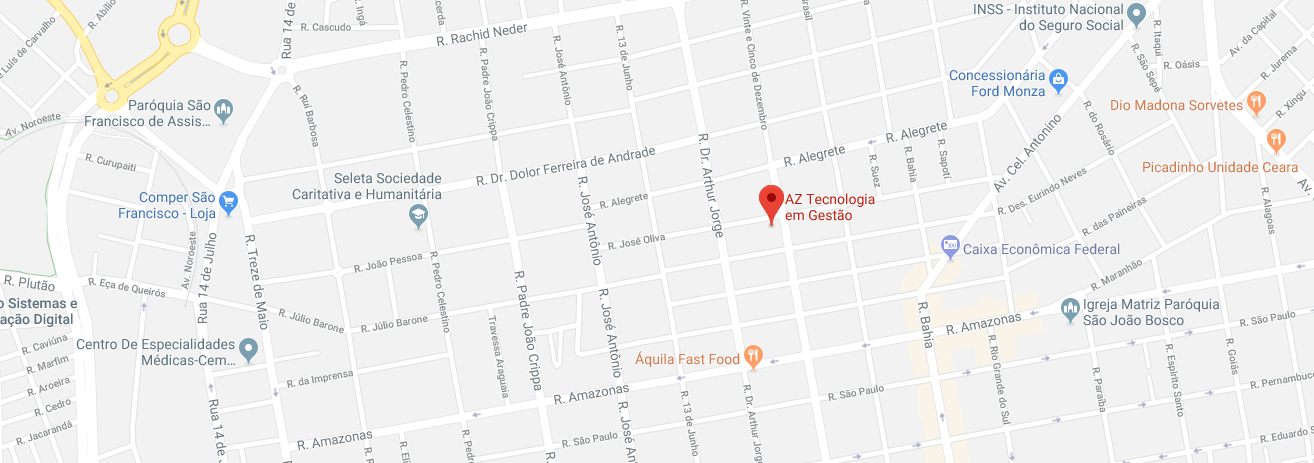 R. Ingá
cerda
R. Abílio
Luis de Carvalho
R. Cascudo
Rua 14 de
R. Rachid Neder
R. 13 de Junho
R. Vinte e Cinco de Dezembro
INSS - Instituto Nacional
do Seguro Social
R. Itaqui
Av. da Capital
R. Oásis
R. Jurema
R. São Sepé
R. Xingu
R. José Antônio
R. Padre João Crippa
R. Pedro Celestino
R. Rui Barbosa
Concessionária
Ford Monza
Dio Madona Sorvetes
Paróquia São
Francisco de Assis...
Av. Noroeste
R. do Rosário
Av. Cel. Antonino
R. Alegrete
R. Alegrete
R. Suez
R. Bahia
R. Sapoti
Picadinho Unidade Ceara
R. Curupaiti
R. Dr. Dolor Ferreira de Andrade
R. Dr. Arthur Jorge
Seleta Sociedade
Caritativa e Humanitária
Comper São
Francisco - Loja
R. Alegrete
R. José Antônio
AZ Tecnologia
em Gestão
R. Des. Eurindo Neves
R. das Paineiras
R. Alagoas
R. José Oliva
R. João Pessoa
Caixa Econômica Federal
Av. Noroeste
Rua 14 de Julho
R. Treze de Maio
R. Pedro Celestino
R. Padre João Crippa
R. Maranhão
R. Plutão
R. Eça de Queirós
o Sistemas e
ação Digital
R. Júlio Barone
R. Júlio Barone
R. José Antônio
Travessa Araguaia
R. Bahia
R. Amazonas
Igreja Matriz Paróquia
São João Bosco
R. São Paulo
R. Caviúna
R. Marfim
R. Aroeira
R. Cedro
R. Jacarandá
Centro De Especialidades
Médicas-Cem...
Áquila Fast Food
R. da Imprensa
R. Amazonas
R. Amazonas
R. São Paulo
R. São Paulo
R. Rio Grande do Sul
R. Paraíba
R. Espírito Santo
R. Goiás
R. Pernambuco
Rua 14 de J
R. Pedro
R. José An
R. 13 de Junho
R. Dr. Arthur Jorge
R. Eduardo S